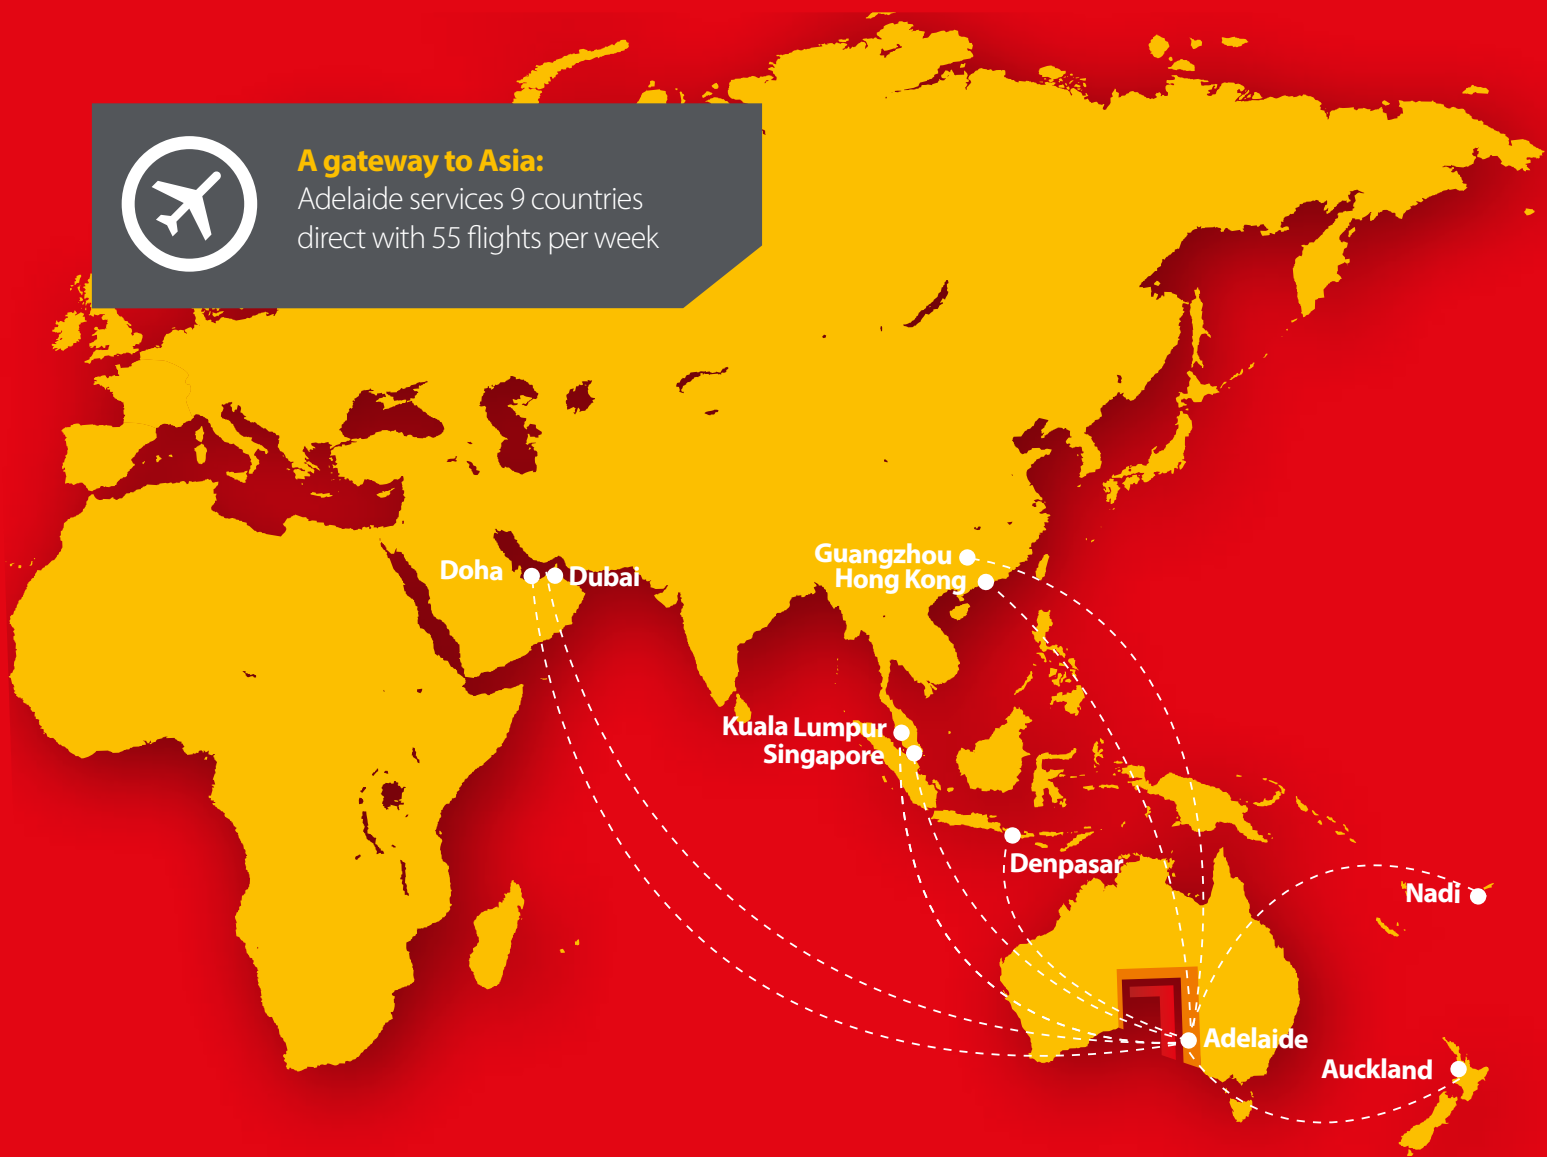 A gateway to Asia:
Adelaide services 9 countries
direct with 55 flights per week
Guangzhou
Hong Kong
Doha
Dubai
Kuala Lumpur
Singapore
Denpasar
Nadi
Adelaide
Auckland